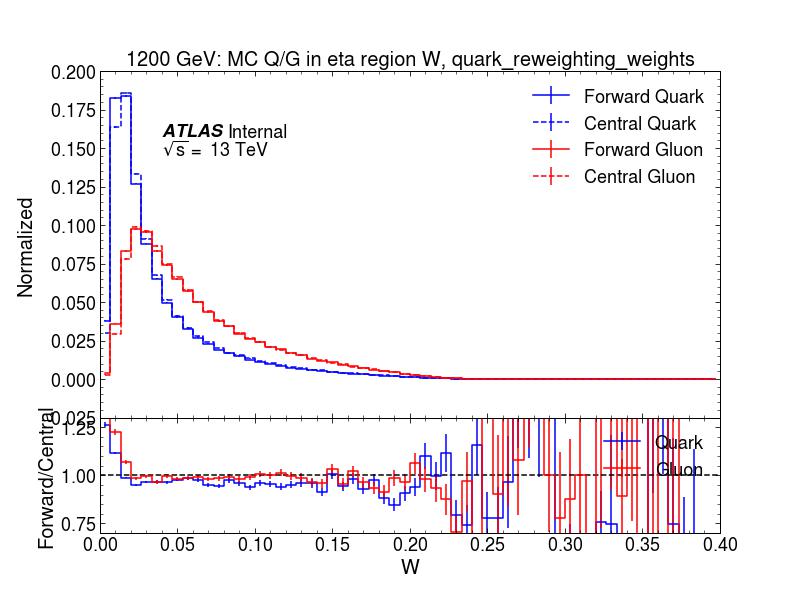 1200 GeV: MC Q/G in eta region W, quark_reweighting_weights
0.200
0.175
0.150
0.125
0.100
0.075
0.050
0.025
0.000
0.025
Normalized
ATLAS Internal
√s = 13 TeV
Forward Quark
Central Quark
Forward Gluon
Central Gluon
1.25
1.00
0.75
Forward/Central
Quark
Gluon
0.00 0.05 0.10 0.15 0.20 0.25 0.30 0.35 0.40
W